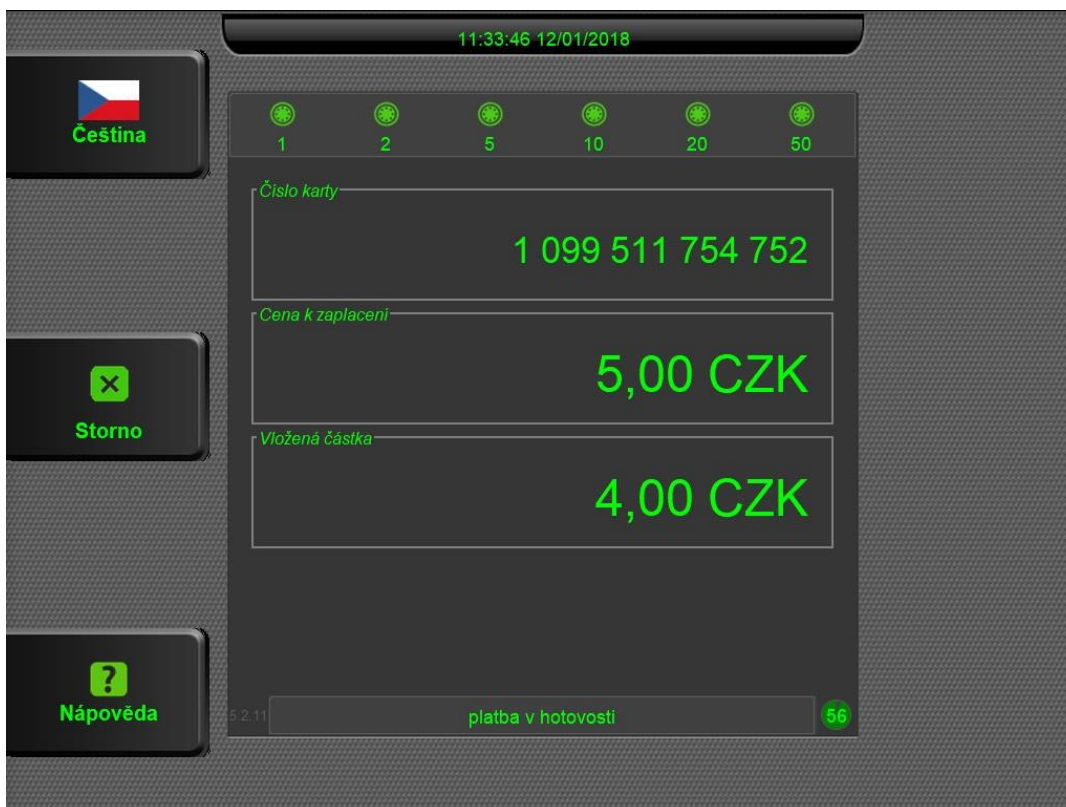 11:33:46 12/01/2018
Čeština
1 2 5 10 20 50
Číslo karty
1 099 511 754 752
Cena k zaplacení
5,00 CZK
Storno
Vložená částka
4,00 CZK
Nápověda
5.2.11
platba v hotovosti
56